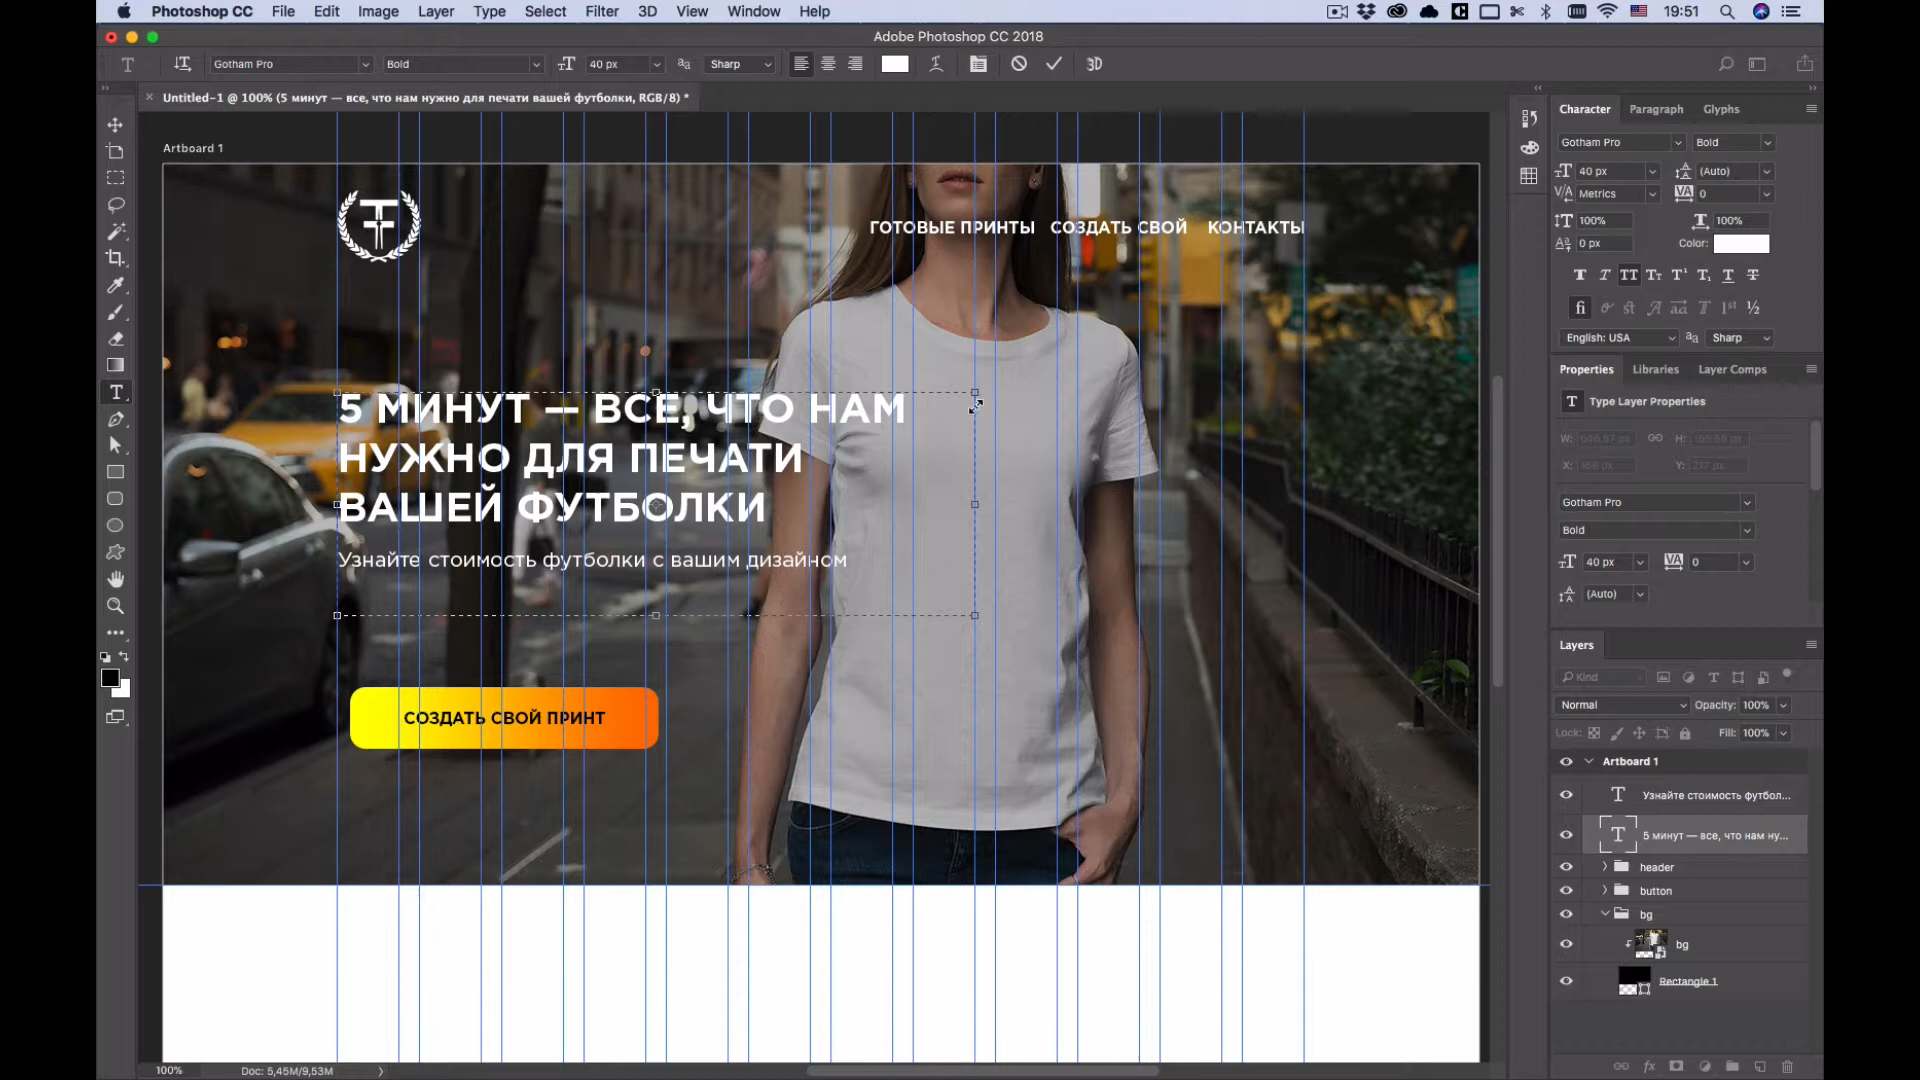 Photoshop CC File Edit Image Layer Type Select Filter 3D View Window Help 19:51
Adobe Photoshop CC 2018
Gotham Pro Bold 40 px Sharp 3D
Untitled-1 @ 100% (5 минут — все, что нам нужно для печати вашей футболки, RGB/8) *
Artboard 1
ГОТОВЫЕ ПРИНТЫ СОЗДАТЬ СВОЙ КОНТАКТЫ
5 МИНУТ — ВСЕ, ЧТО НАМ
НУЖНО ДЛЯ ПЕЧАТИ
ВАШЕЙ ФУТБОЛКИ
Узнайте стоимость футболки с вашим дизайном
СОЗДАТЬ СВОЙ ПРИНТ
100% Doc: 5,45M/9,53M
Character Paragraph Glyphs
Gotham Pro Bold
40 px (Auto)
Metrics 0
100% 100%
0 px Color:
English: USA Sharp
Properties Libraries Layer Comps
Type Layer Properties
W: H:
X: Y:
Gotham Pro
Bold
40 px 0
(Auto)
Layers
Kind
Normal Opacity: 100%
Lock: Fill: 100%
Artboard 1
Узнайте стоимость футбол...
5 минут — все, что нам ну...
header
button
bg
bg
Rectangle 1